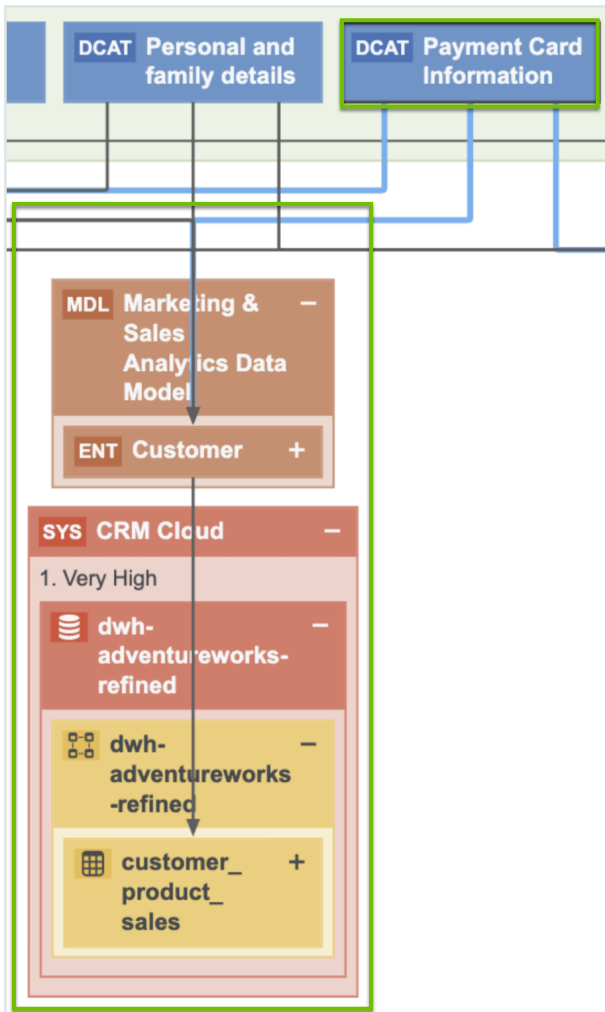 DCAT Personal and
family details
DCAT Payment Card
Information
MDL Marketing & −
Sales
Analytics Data
Model
ENT Customer +
SYS CRM Cloud −
1. Very High
dwh- −
adventureworks-
refined
dwh- −
adventureworks
-refined
customer_ +
product_
sales